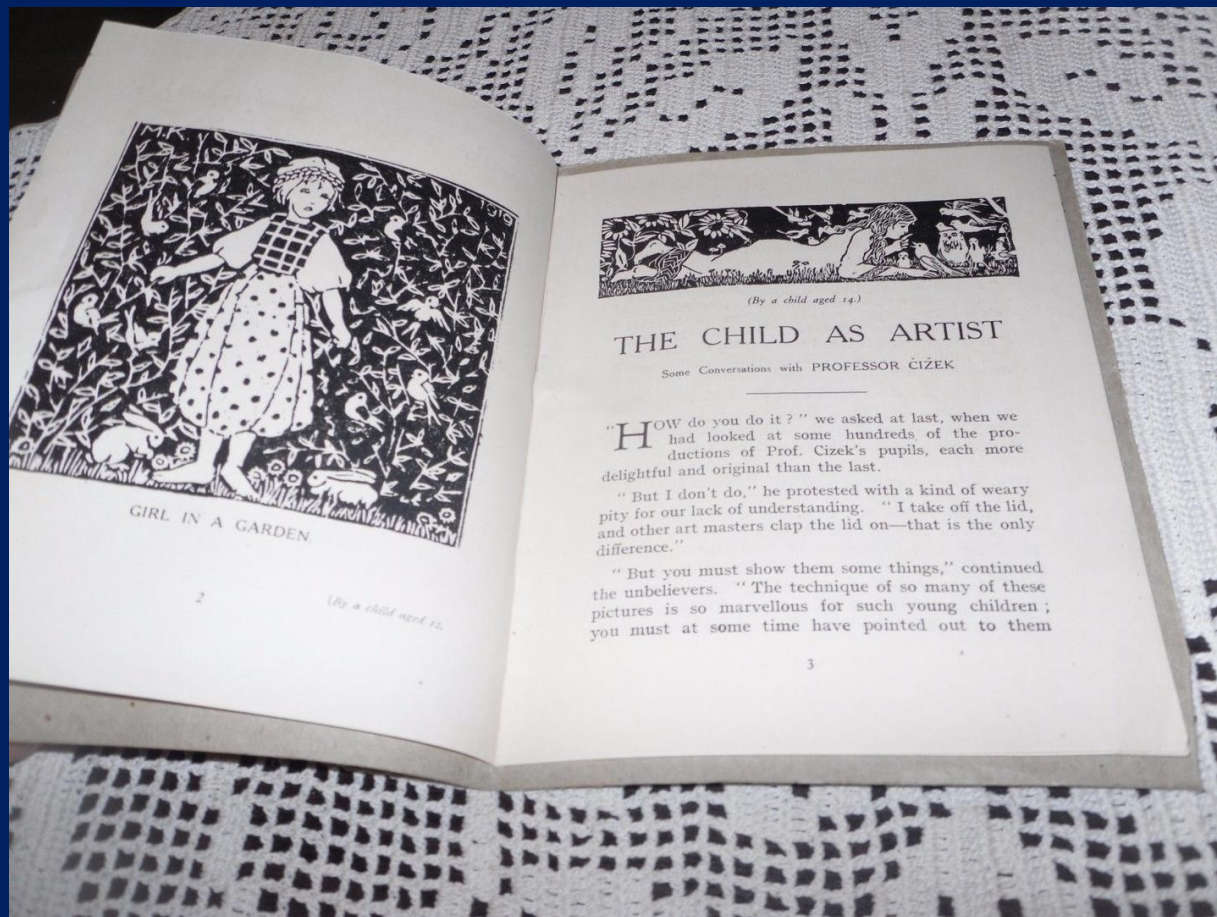 M.K.
1919
GIRL IN A GARDEN.
2
(By a child aged 12.
(By a child aged 14.)
THE CHILD AS ARTIST
Some Conversations with PROFESSOR ČIŽEK
"HOW do you do it ?" we asked at last, when we
had looked at some hundreds of the pro-
ductions of Prof. Cizek's pupils, each more
delightful and original than the last.
"But I don't do," he protested with a kind of weary
pity for our lack of understanding. "I take off the lid,
and other art masters clap the lid on—that is the only
difference."
"But you must show them some things," continued
the unbelievers. "The technique of so many of these
pictures is so marvellous for such young children ;
you must at some time have pointed out to them
3